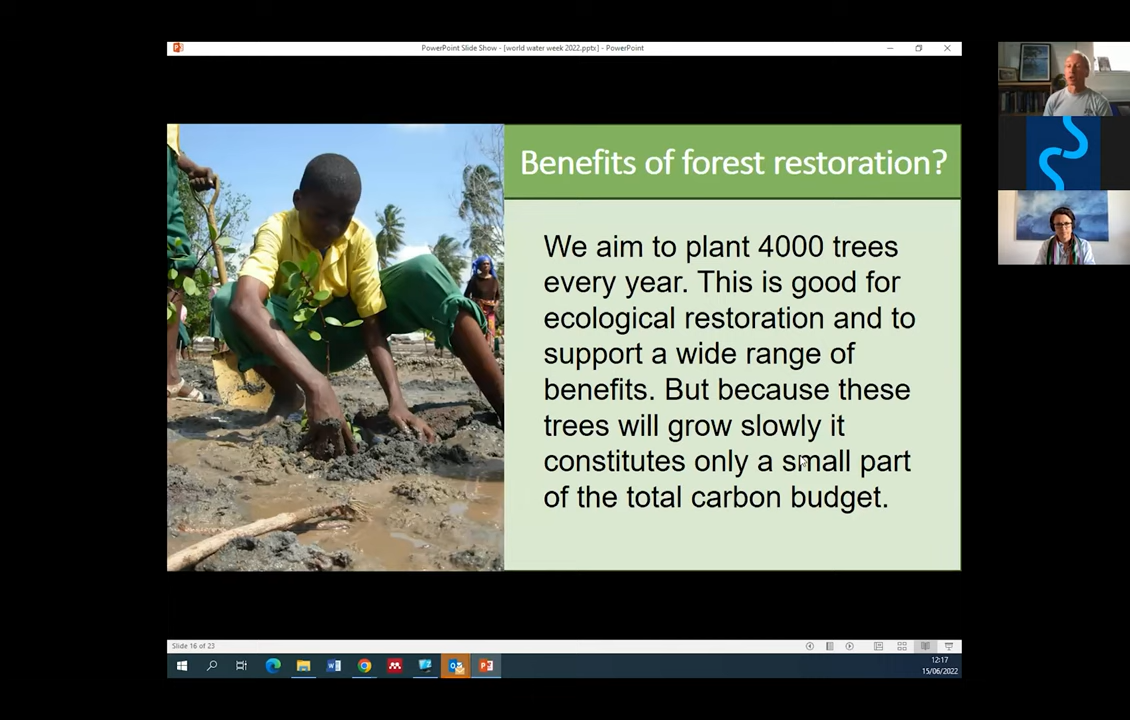 PowerPoint Slide Show - [world water week 2022.pptx] - PowerPoint
Benefits of forest restoration?
We aim to plant 4000 trees
every year. This is good for
ecological restoration and to
support a wide range of
benefits. But because these
trees will grow slowly it
constitutes only a small part
of the total carbon budget.
Slide 16 of 23
12:17
15/06/2022